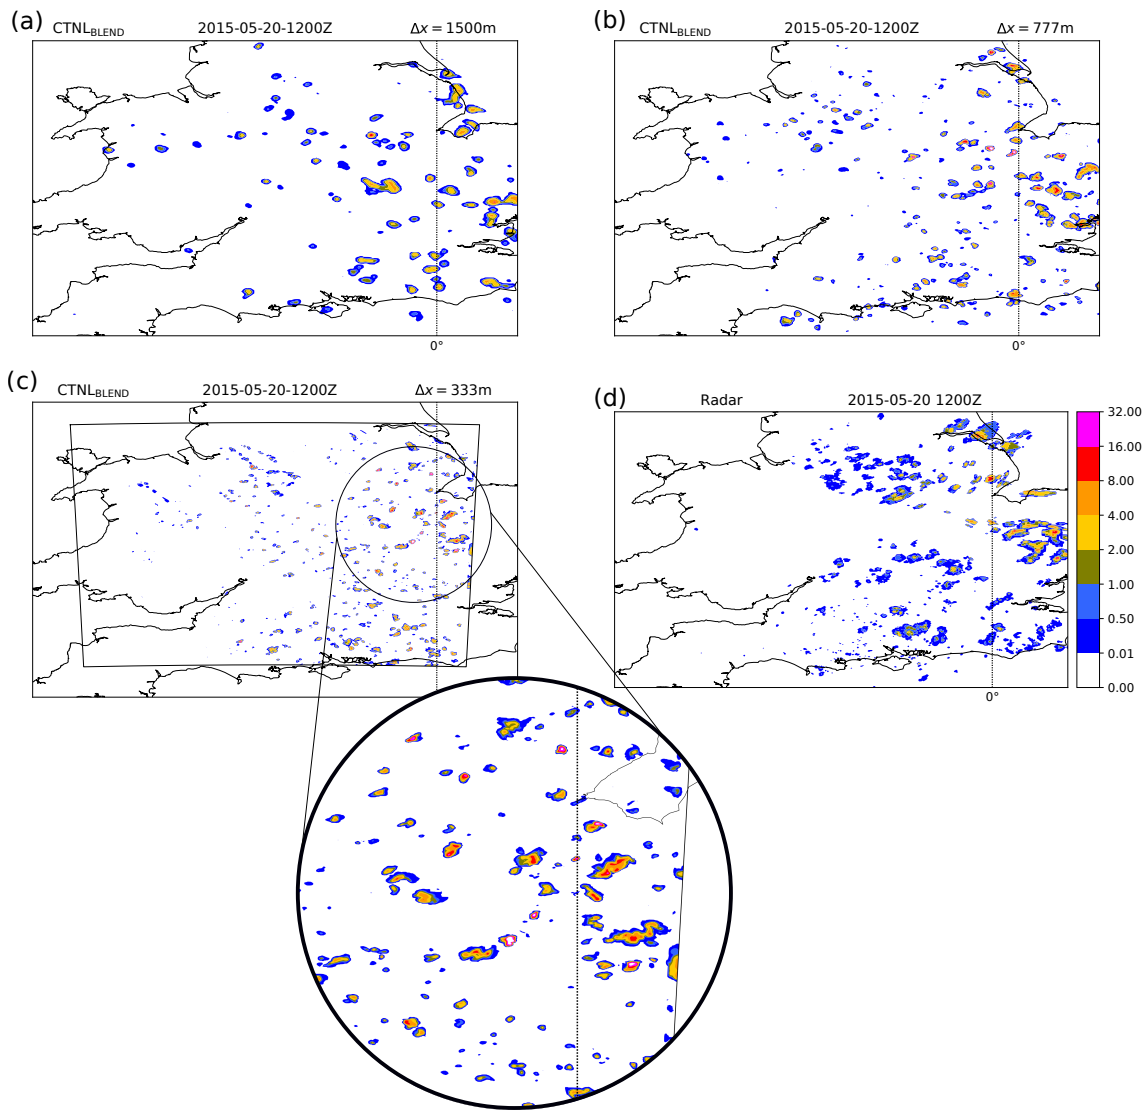 (a)
CTNL_BLEND 2015-05-20-1200Z Δx = 1500m
0°
(b)
CTNL_BLEND 2015-05-20-1200Z Δx = 777m
0°
(c)
CTNL_BLEND 2015-05-20-1200Z Δx = 333m
(d)
Radar 2015-05-20 1200Z
32.00
16.00
8.00
4.00
2.00
1.00
0.50
0.01
0.00
0°